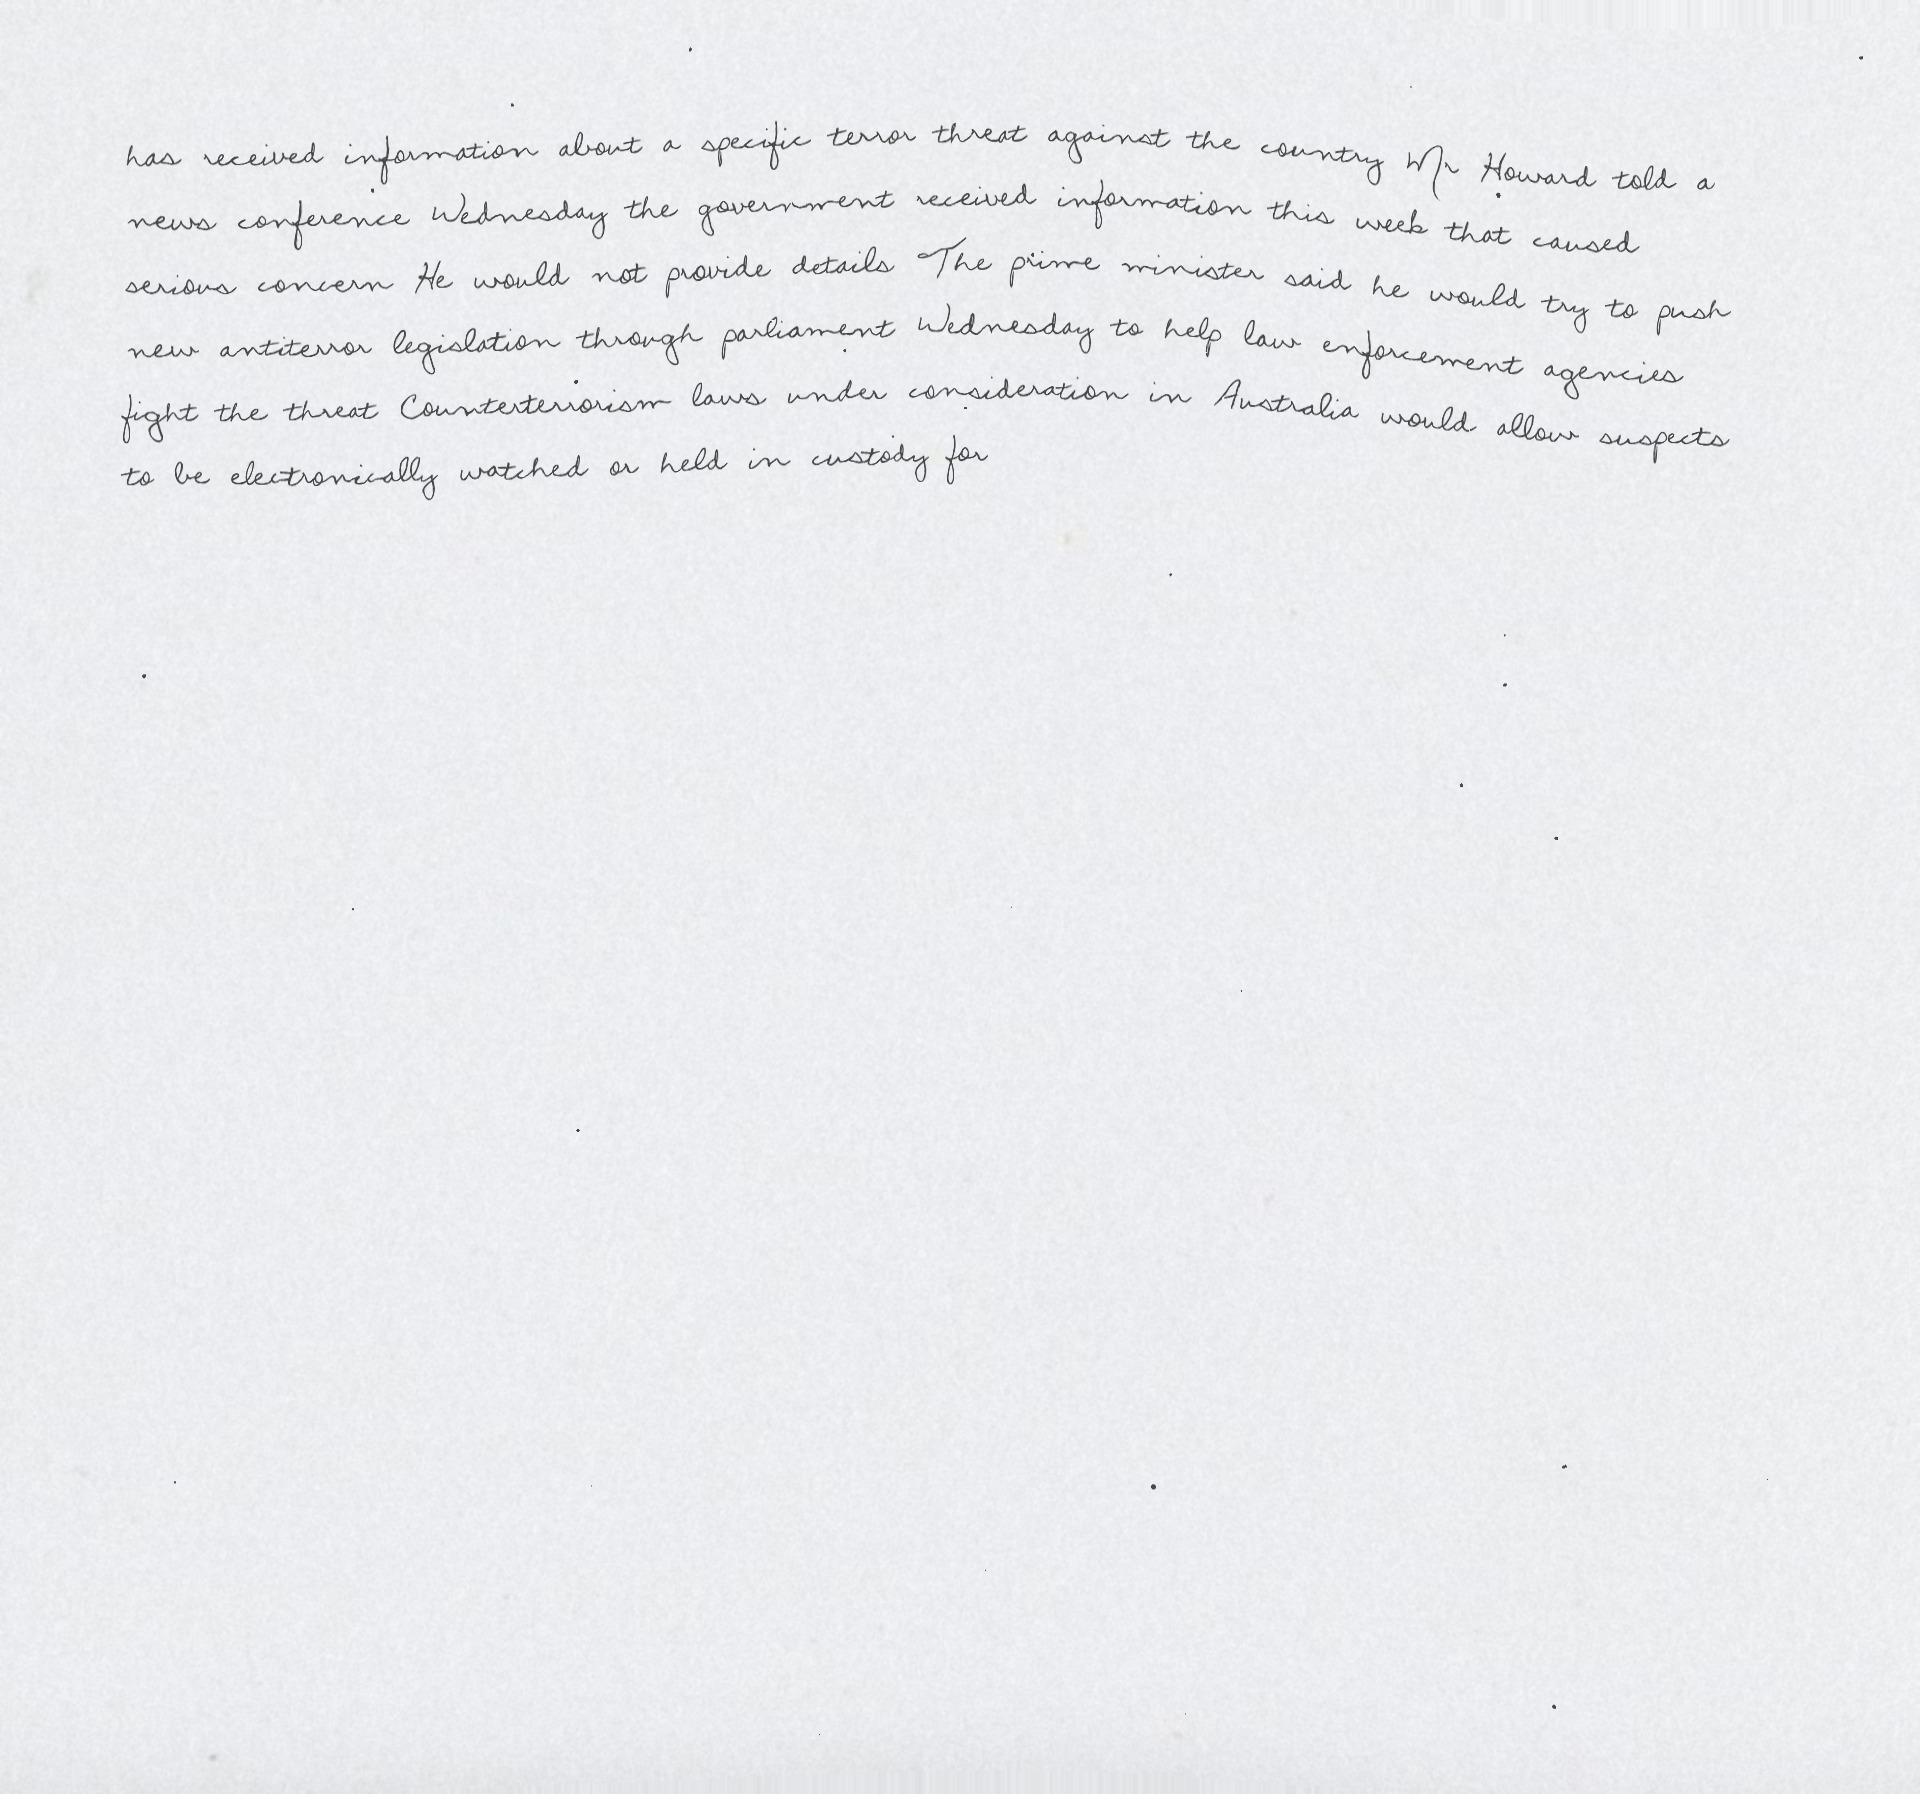 has received information about a specific terror threat against the country Mr Howard told a
news conference Wednesday the government received information this week that caused
serious concern He would not provide details The prime minister said he would try to push
new antiterror legislation through parliament Wednesday to help law enforcement agencies
fight the threat Counterterrorism laws under consideration in Australia would allow suspects
to be electronically watched or held in custody for